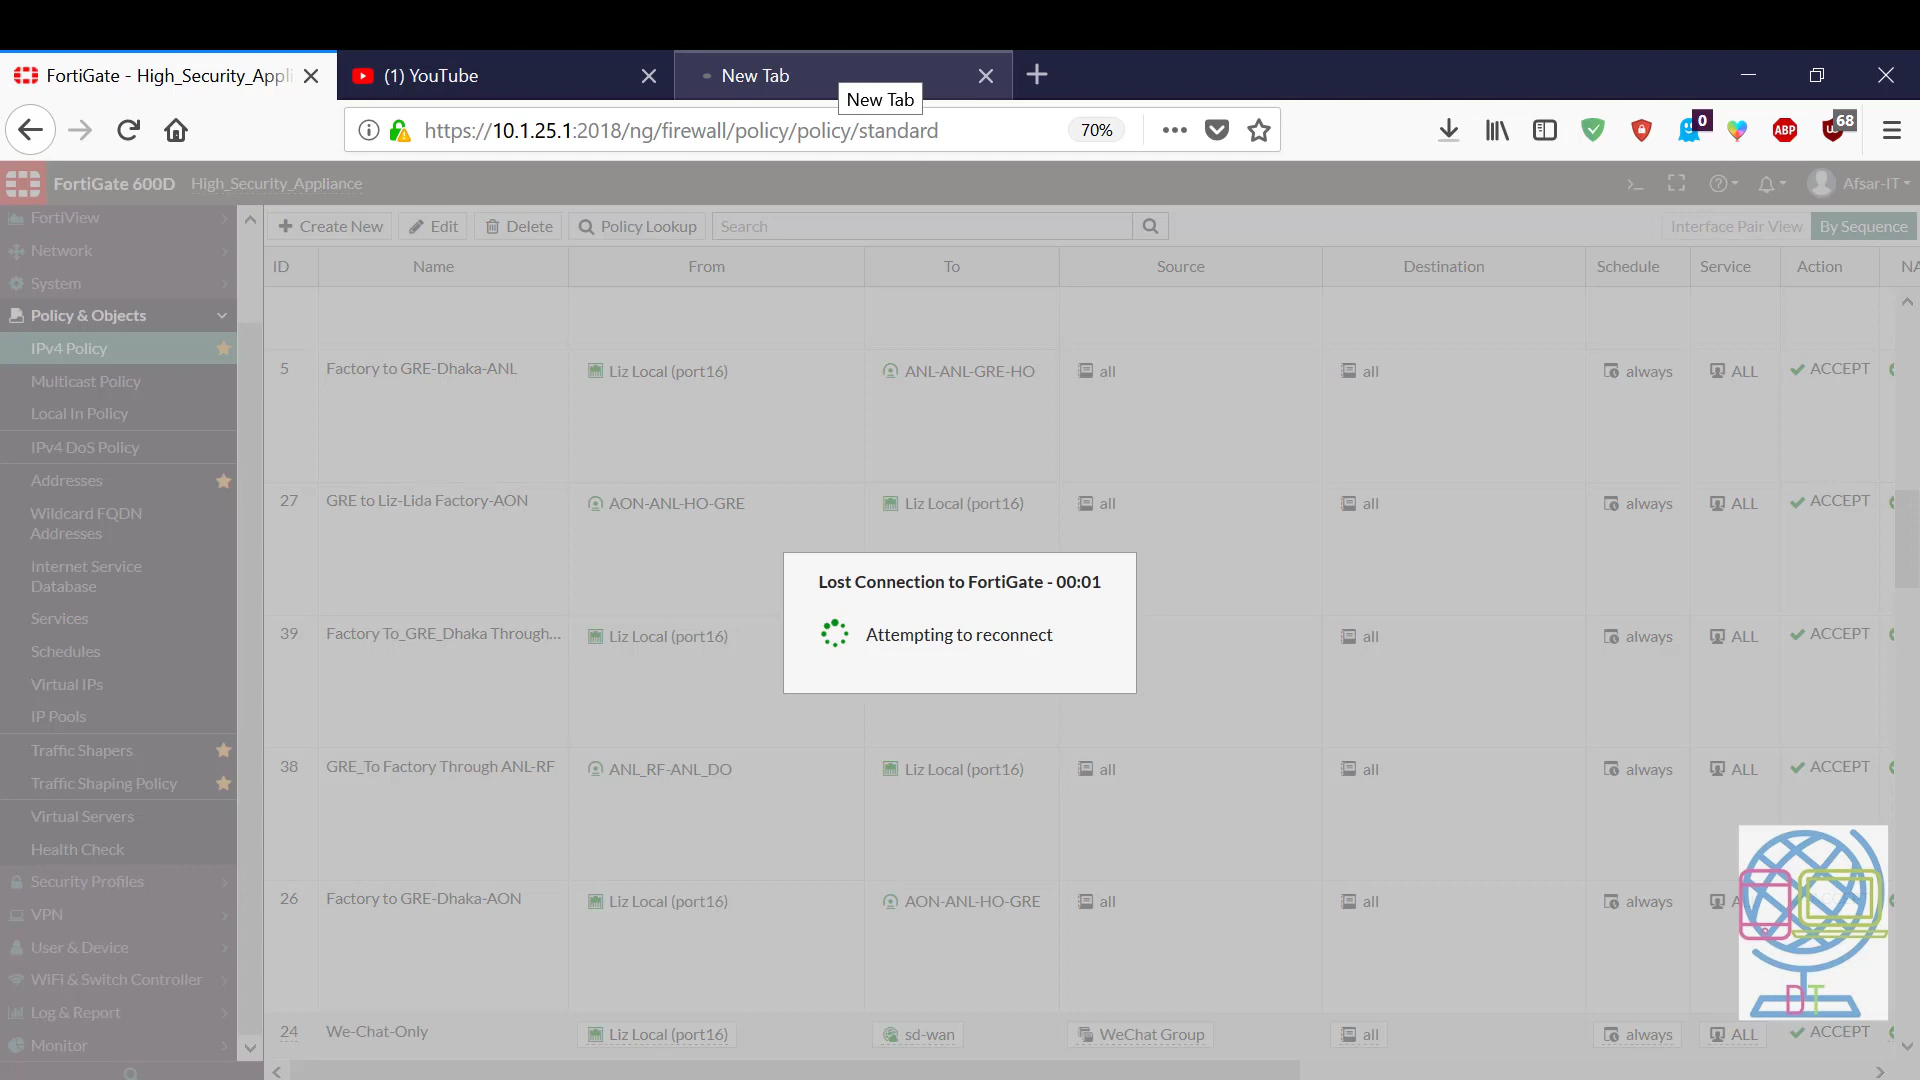 FortiGate - High_Security_Appli
(1) YouTube
New Tab
New Tab
https://10.1.25.1:2018/ng/firewall/policy/policy/standard
70%
0
ABP
68
FortiGate 600D
High_Security_Appliance
Afsar-IT
FortiView
Network
System
Policy & Objects
IPv4 Policy
Multicast Policy
Local In Policy
IPv4 DoS Policy
Addresses
Wildcard FQDN
Addresses
Internet Service
Database
Services
Schedules
Virtual IPs
IP Pools
Traffic Shapers
Traffic Shaping Policy
Virtual Servers
Health Check
Security Profiles
VPN
User & Device
WiFi & Switch Controller
Log & Report
Monitor
Create New Edit Delete Policy Lookup Search Interface Pair View By Sequence
ID Name From To Source Destination Schedule Service Action NA
5 Factory to GRE-Dhaka-ANL Liz Local (port16) ANL-ANL-GRE-HO all all always ALL ACCEPT
27 GRE to Liz-Lida Factory-AON AON-ANL-HO-GRE Liz Local (port16) all all always ALL ACCEPT
39 Factory To_GRE_Dhaka Through... Liz Local (port16) all always ALL ACCEPT
38 GRE_To Factory Through ANL-RF ANL_RF-ANL_DO Liz Local (port16) all all always ALL ACCEPT
26 Factory to GRE-Dhaka-AON Liz Local (port16) AON-ANL-HO-GRE all all always
24 We-Chat-Only Liz Local (port16) sd-wan WeChat Group all always ALL ACCEPT
Lost Connection to FortiGate - 00:01
Attempting to reconnect
DT